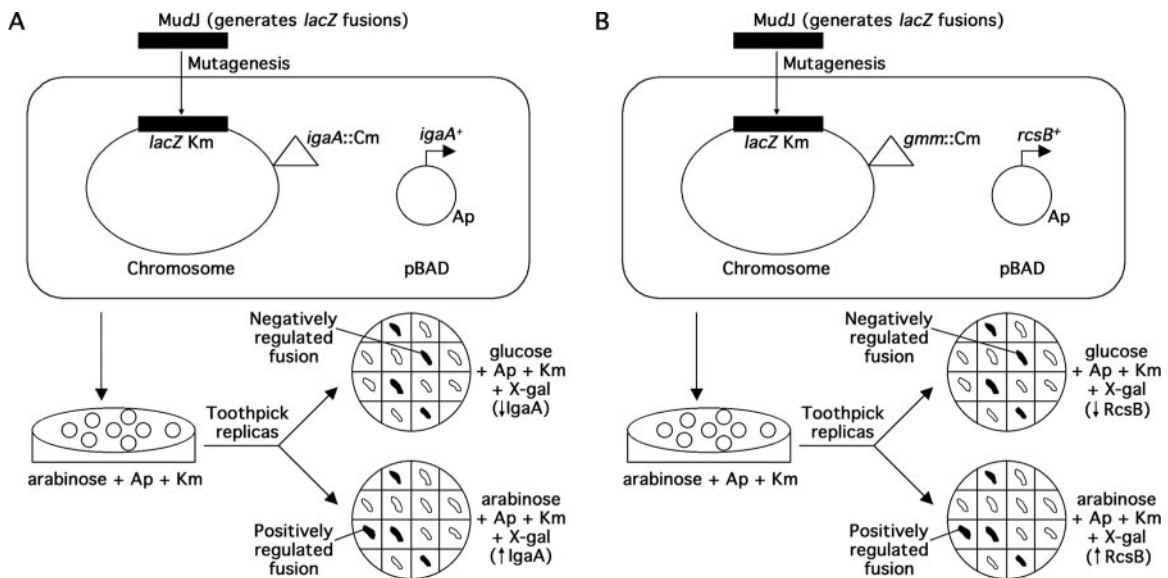 A
MudJ (generates lacZ fusions)
Mutagenesis
lacZ Km
igaA::Cm
igaA+
Ap
Chromosome
pBAD
Negatively
regulated
fusion
glucose
+ Ap + Km
+ X-gal
(↓IgaA)
Toothpick
replicas
arabinose + Ap + Km
Positively
regulated
fusion
arabinose
+ Ap + Km
+ X-gal
(↑IgaA)
B
MudJ (generates lacZ fusions)
Mutagenesis
lacZ Km
gmm::Cm
rcsB+
Ap
Chromosome
pBAD
Negatively
regulated
fusion
glucose
+ Ap + Km
+ X-gal
(↓ RcsB)
Toothpick
replicas
arabinose + Ap + Km
Positively
regulated
fusion
arabinose
+ Ap + Km
+ X-gal
(↑ RcsB)